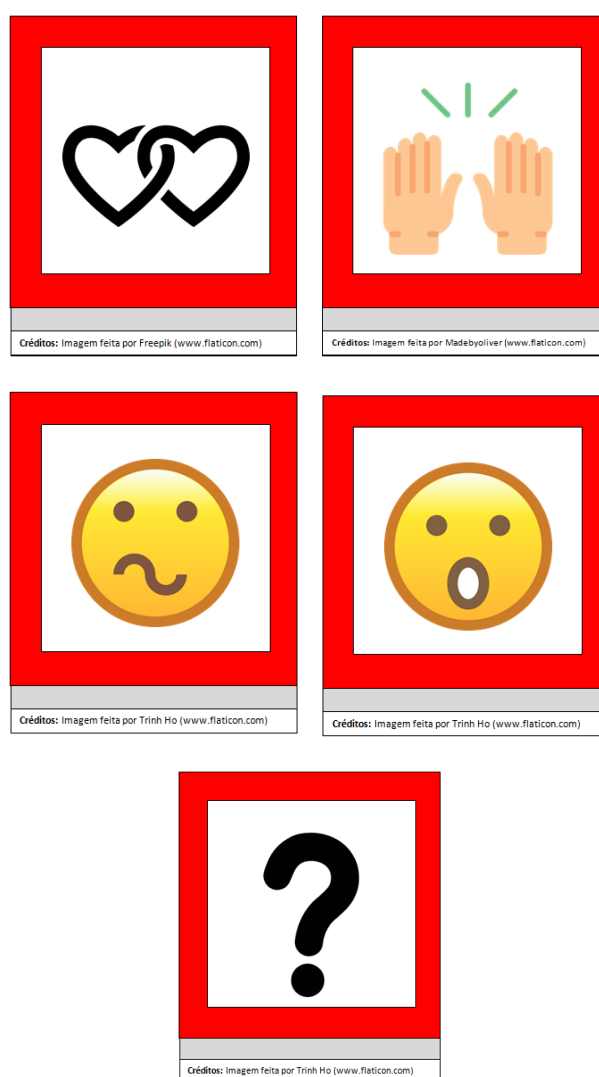 Créditos: Imagem feita por Freepik (www.flaticon.com)
Créditos: Imagem feita por Madebyoliver (www.flaticon.com)
Créditos: Imagem feita por Trinh Ho (www.flaticon.com)
Créditos: Imagem feita por Trinh Ho (www.flaticon.com)
?
Créditos: Imagem feita por Trinh Ho (www.flaticon.com)